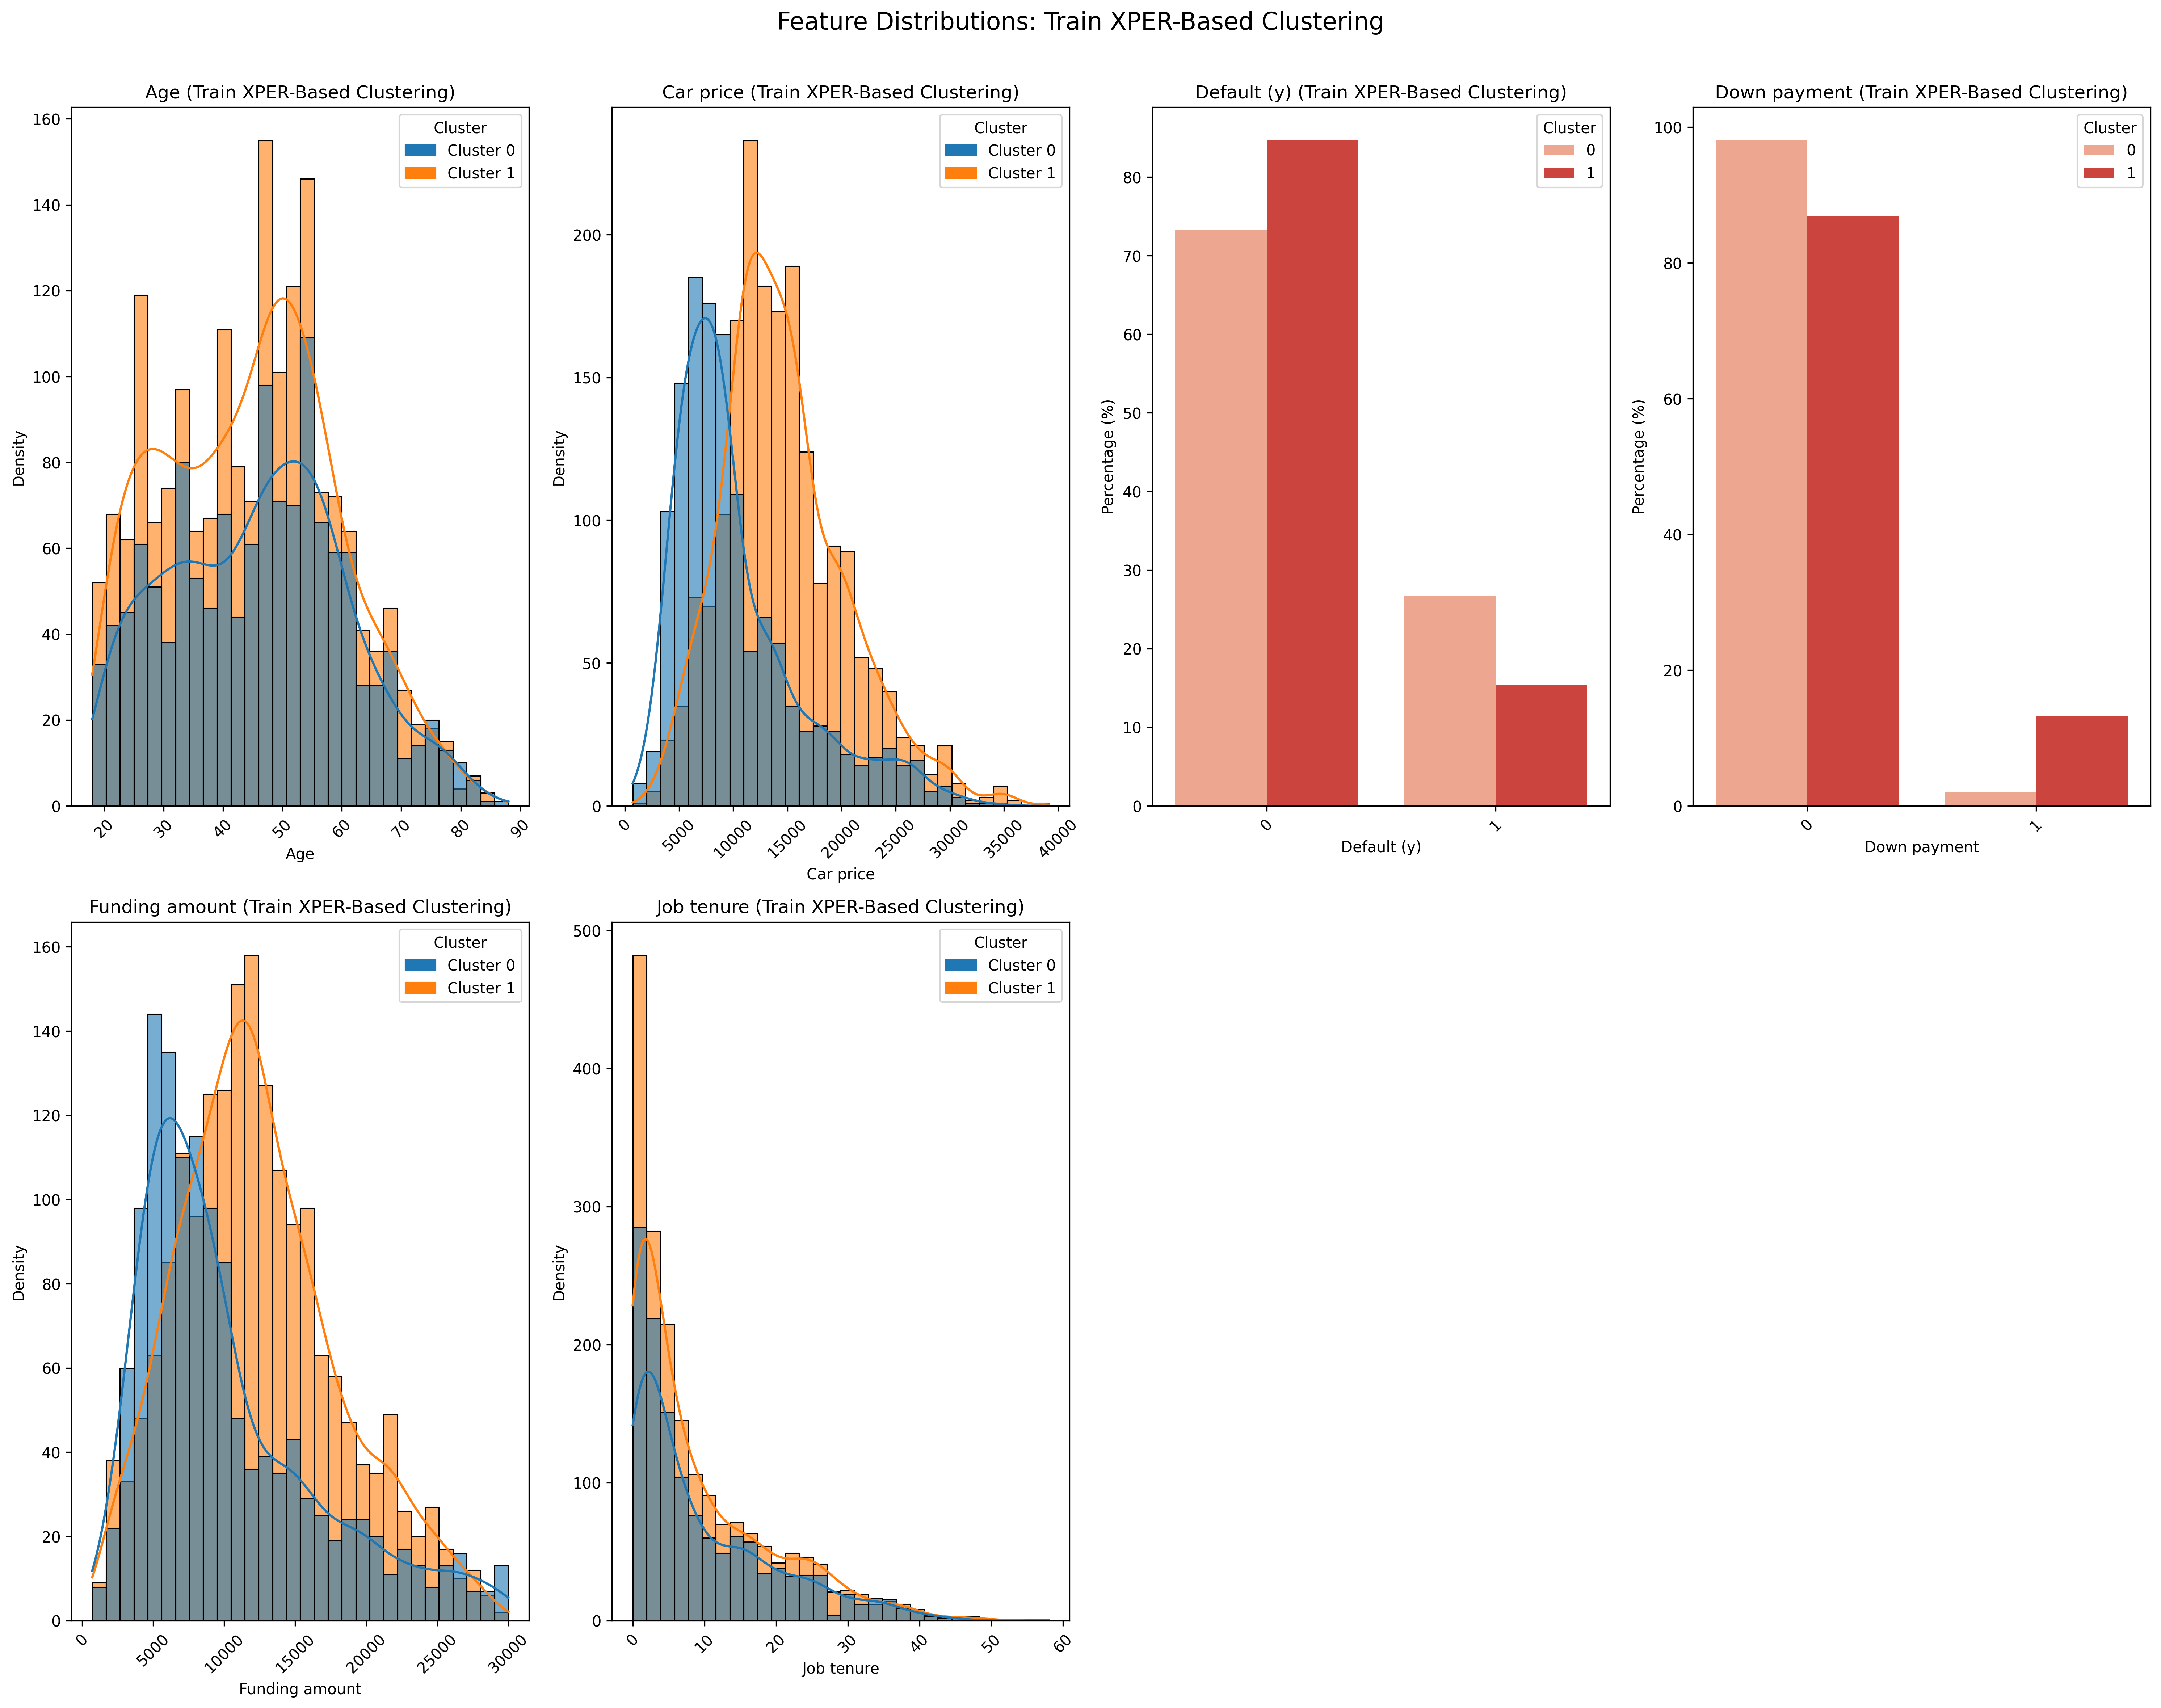 Feature Distributions: Train XPER-Based Clustering
Age (Train XPER-Based Clustering)
160
140
120
100
80
60
40
20
0
Density
20
30
40
50
60
70
80
90
Age
Cluster
Cluster 0
Cluster 1
Car price (Train XPER-Based Clustering)
200
150
100
50
0
Density
0
5000
10000
15000
20000
25000
30000
35000
40000
Car price
Cluster
Cluster 0
Cluster 1
Default (y) (Train XPER-Based Clustering)
80
70
60
50
40
30
20
10
0
Percentage (%)
0
1
Default (y)
Cluster
0
1
Down payment (Train XPER-Based Clustering)
100
80
60
40
20
0
Percentage (%)
0
1
Down payment
Cluster
0
1
Funding amount (Train XPER-Based Clustering)
160
140
120
100
80
60
40
20
0
Density
0
5000
10000
15000
20000
25000
30000
Funding amount
Cluster
Cluster 0
Cluster 1
Job tenure (Train XPER-Based Clustering)
500
400
300
200
100
0
Density
0
10
20
30
40
50
60
Job tenure
Cluster
Cluster 0
Cluster 1